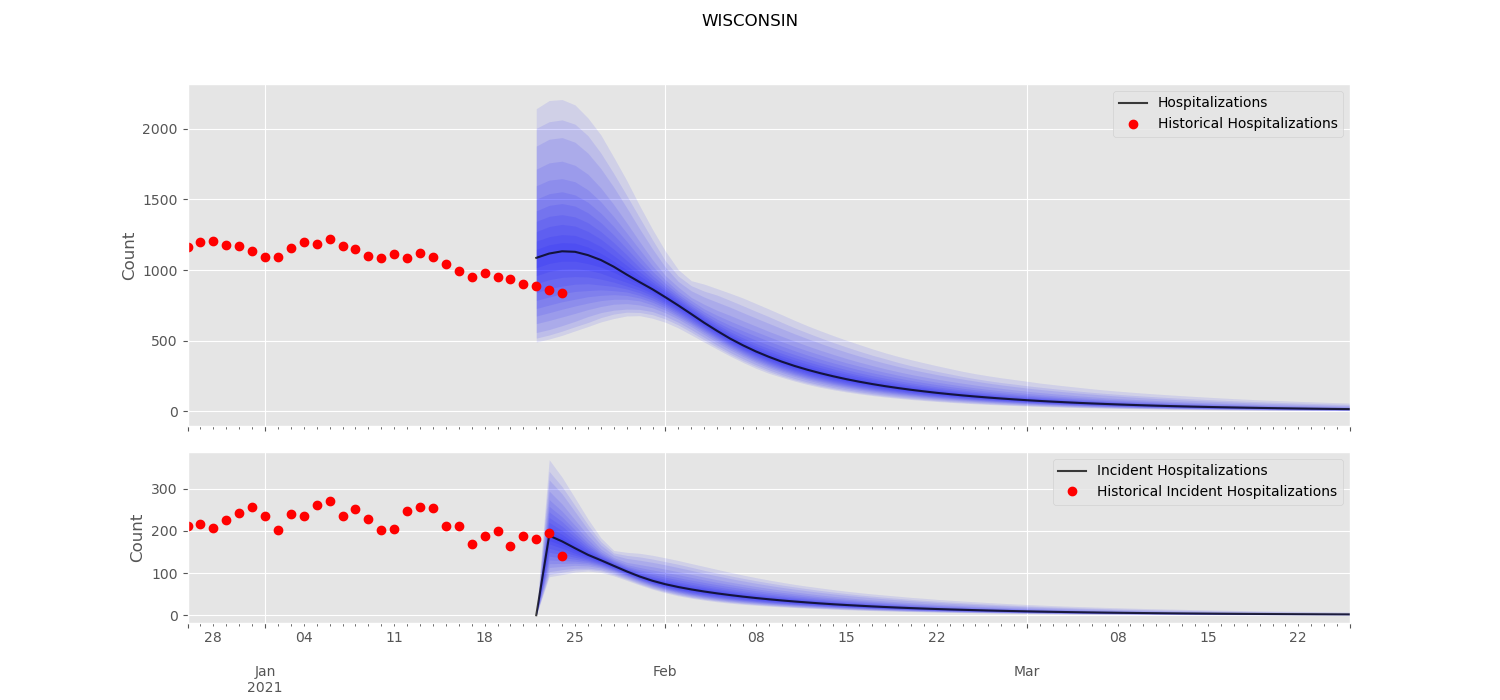 WISCONSIN
Hospitalizations
Historical Hospitalizations
Count
2000
1500
1000
500
0
Incident Hospitalizations
Historical Incident Hospitalizations
Count
300
200
100
0
28 04 11 18 25 08 15 22 08 15 22
Jan Feb Mar
2021